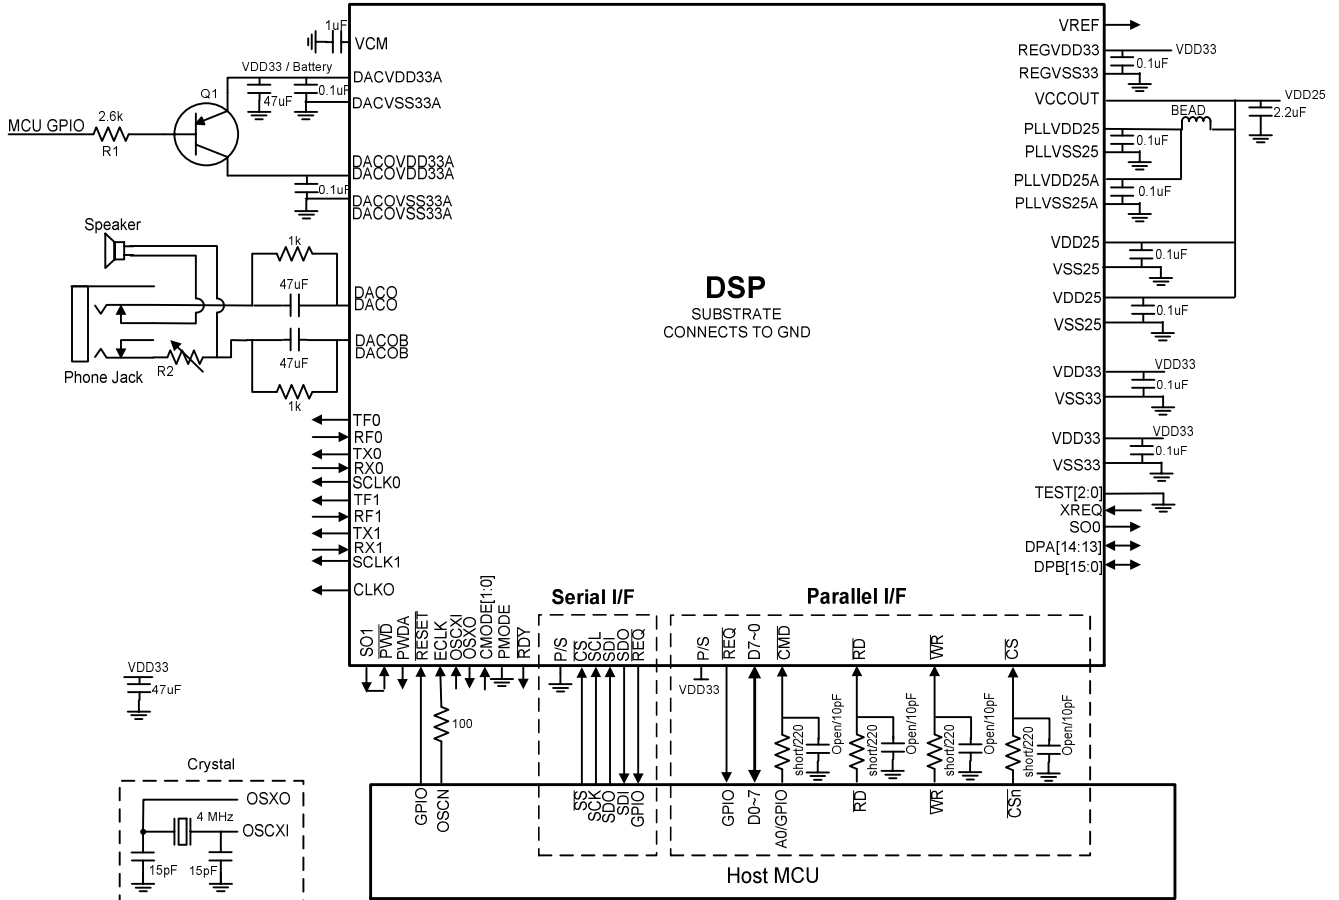 1uF
VCM
VDD33 / Battery
DACVDD33A
47uF
0.1uF
DACVSS33A
Q1
MCU GPIO
2.6k
R1
DACOVDD33A
DACOVDD33A
0.1uF
DACOVSS33A
DACOVSS33A
Speaker
1k
47uF
DACO
DACO
DACOB
DACOB
47uF
R2
Phone Jack
1k
TF0
RF0
TX0
RX0
SCLK0
TF1
RF1
TX1
RX1
SCLK1
CLKO
DSP
SUBSTRATE
CONNECTS TO GND
VREF
REGVDD33
VDD33
0.1uF
REGVSS33
VCCOUT
VDD25
BEAD
2.2uF
PLLVDD25
0.1uF
PLLVSS25
PLLVDD25A
0.1uF
PLLVSS25A
VDD25
0.1uF
VSS25
VDD25
0.1uF
VSS25
VDD33
VDD33
0.1uF
VSS33
VDD33
VDD33
0.1uF
VSS33
TEST[2:0]
XREQ
SO0
DPA[14:13]
DPB[15:0]
SO1
PWD
PWDA
RESET
ECLK
OSCXI
OSXO
CMODE[1:0]
PMODE
RDY
Serial I/F
P/S
CS
SCL
SDI
SDO
REQ
Parallel I/F
P/S
REQ
D7~0
CMD
RD
WR
CS
VDD33
100
short/220
Open/10pF
short/220
Open/10pF
short/220
Open/10pF
short/220
Open/10pF
GPIO
OSCN
SS
SCK
SDO
SDI
GPIO
GPIO
D0~7
A0/GPIO
RD
WR
CSn
Host MCU
VDD33
47uF
Crystal
OSXO
4 MHz
OSCXI
15pF
15pF